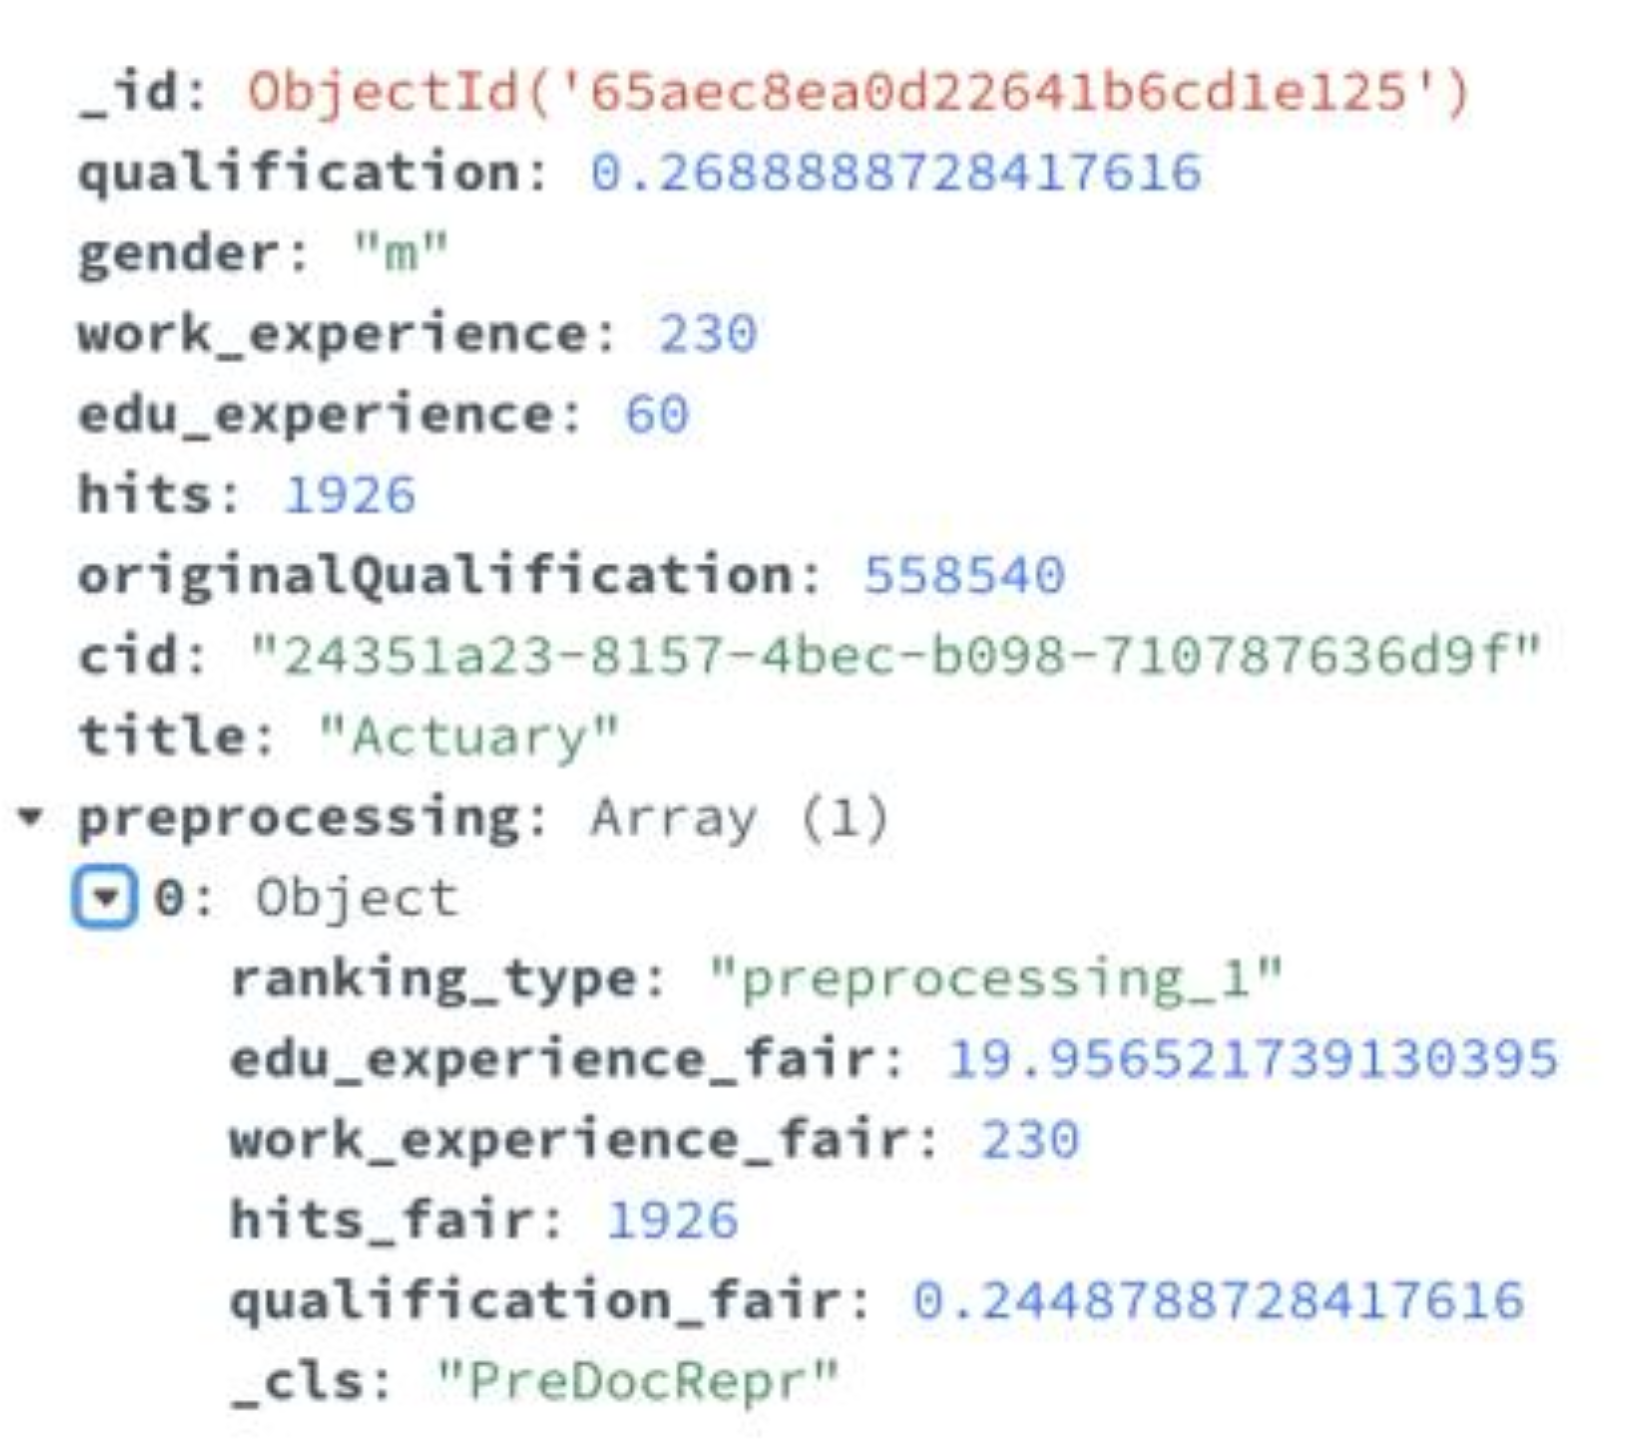 _id: ObjectId('65aec8ea0d22641b6cd1e125')
qualification: 0.2688888728417616
gender: "m"
work_experience: 230
edu_experience: 60
hits: 1926
originalQualification: 558540
cid: "24351a23-8157-4bec-b098-710787636d9f"
title: "Actuary"
preprocessing: Array (1)
0: Object
ranking_type: "preprocessing_1"
edu_experience_fair: 19.956521739130395
work_experience_fair: 230
hits_fair: 1926
qualification_fair: 0.2448788728417616
_cls: "PreDocRepr"